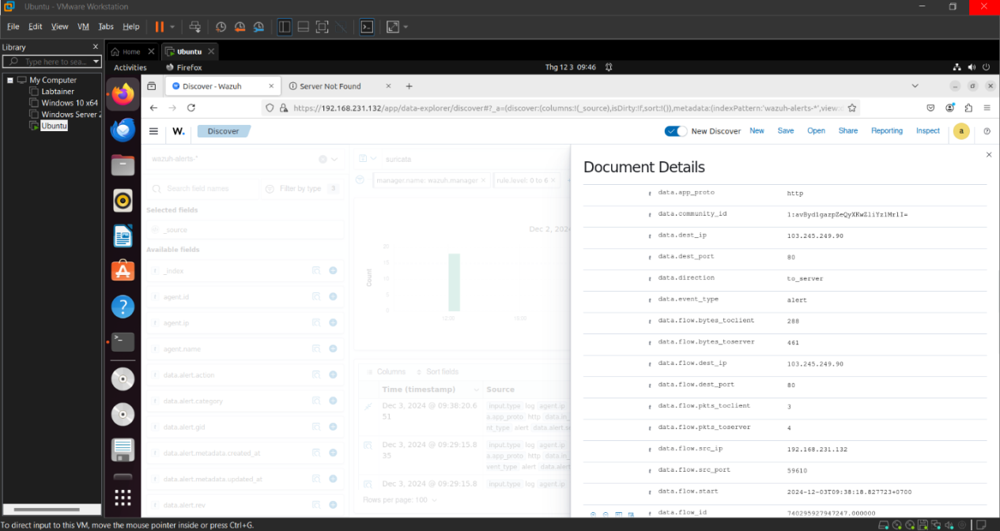 Ubuntu - VMware Workstation
File Edit View VM Tabs Help
Library
Type here to sea...
My Computer
Labtainer
Windows 10 x64
Windows Server 2
Ubuntu
Home
Ubuntu
Activities
Firefox
Thg 12 3 09:46
Discover - Wazuh
Server Not Found
https://192.168.231.132/app/data-explorer/discover#?_a=(discover:(columns:!(_source),isDirty:!f,sort:!()),metadata:(indexPattern:'wazuh-alerts-*',view:
W.
Discover
New Discover New Save Open Share Reporting Inspect
a
wazuh-alerts-*
suricata
Search field names
Filter by type 3
manager.name: wazuh.manager
rule.level: 0 to 6
Selected fields
_source
Available fields
_index
agent.id
agent.ip
agent.name
data.alert.action
data.alert.category
data.alert.gid
data.alert.metadata.created_at
data.alert.metadata.updated_at
data.alert.rev
Dec 2, 202
Count
20
15
10
5
0
12:00
18:00
Columns
Sort fields
Time (timestamp)
Source
Dec 3, 2024 @ 09:38:20.6
51
input.type log agent.ip
a.app_proto http data.in_
nt_type alert data.alert.s
Dec 3, 2024 @ 09:29:15.8
35
input.type log agent.ip
a.app_proto http data.in_
vent_type alert data.alert
Dec 3, 2024 @ 09:29:15.8
input.type log agent.ip
Rows per page: 100
Document Details
t data.app_proto http
t data.community_id
t data.dest_ip 103.245.249.90
t data.dest_port 80
t data.direction to_server
t data.event_type alert
t data.flow.bytes_toclient 288
t data.flow.bytes_toserver 461
t data.flow.dest_ip 103.245.249.90
t data.flow.dest_port 80
t data.flow.pkts_toclient 3
t data.flow.pkts_toserver 4
t data.flow.src_ip 192.168.231.132
t data.flow.src_port 59610
t data.flow.start 2024-12-03T09:38:18.827723+0700
t data.flow_id 740295927947247.000000
To direct input to this VM, move the mouse pointer inside or press Ctrl+G.